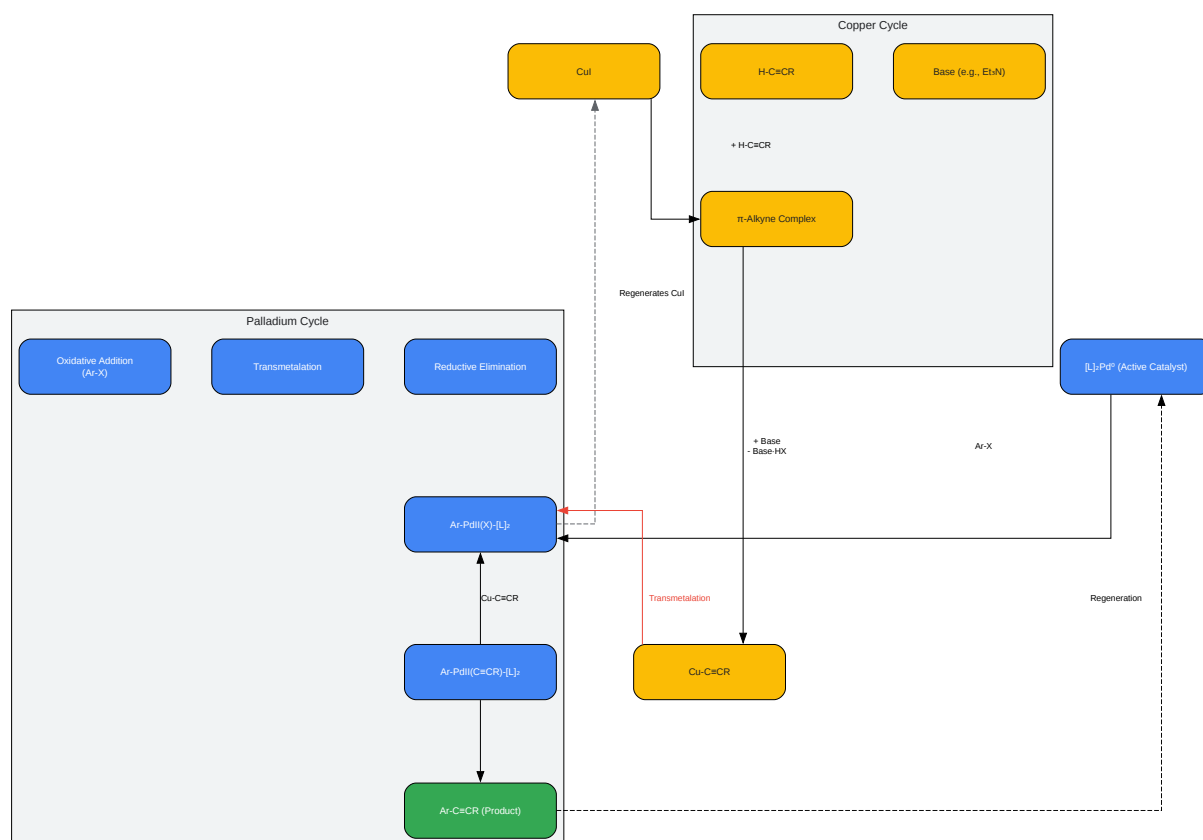 Copper Cycle
CuI
H-C≡CR
Base (e.g., Et₃N)
+ H-C≡CR
π-Alkyne Complex
Regenerates CuI
Palladium Cycle
Oxidative Addition
(Ar-X)
Transmetalation
Reductive Elimination
[L]₂Pd⁰ (Active Catalyst)
+ Base
- Base·HX
Ar-X
Ar-PdII(X)-[L]₂
Cu-C≡CR
Transmetalation
Regeneration
Ar-PdII(C≡CR)-[L]₂
Cu-C≡CR
Ar-C≡CR (Product)